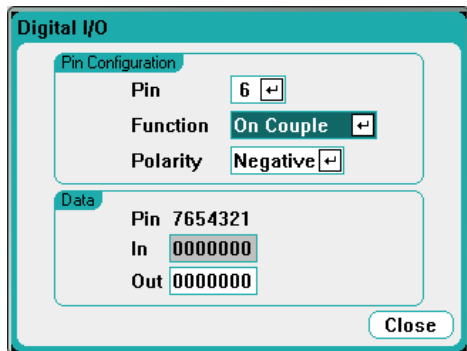 Digital I/O
Pin Configuration
Pin 6
Function On Couple
Polarity Negative
Data
Pin 7654321
In 0000000
Out 0000000
Close